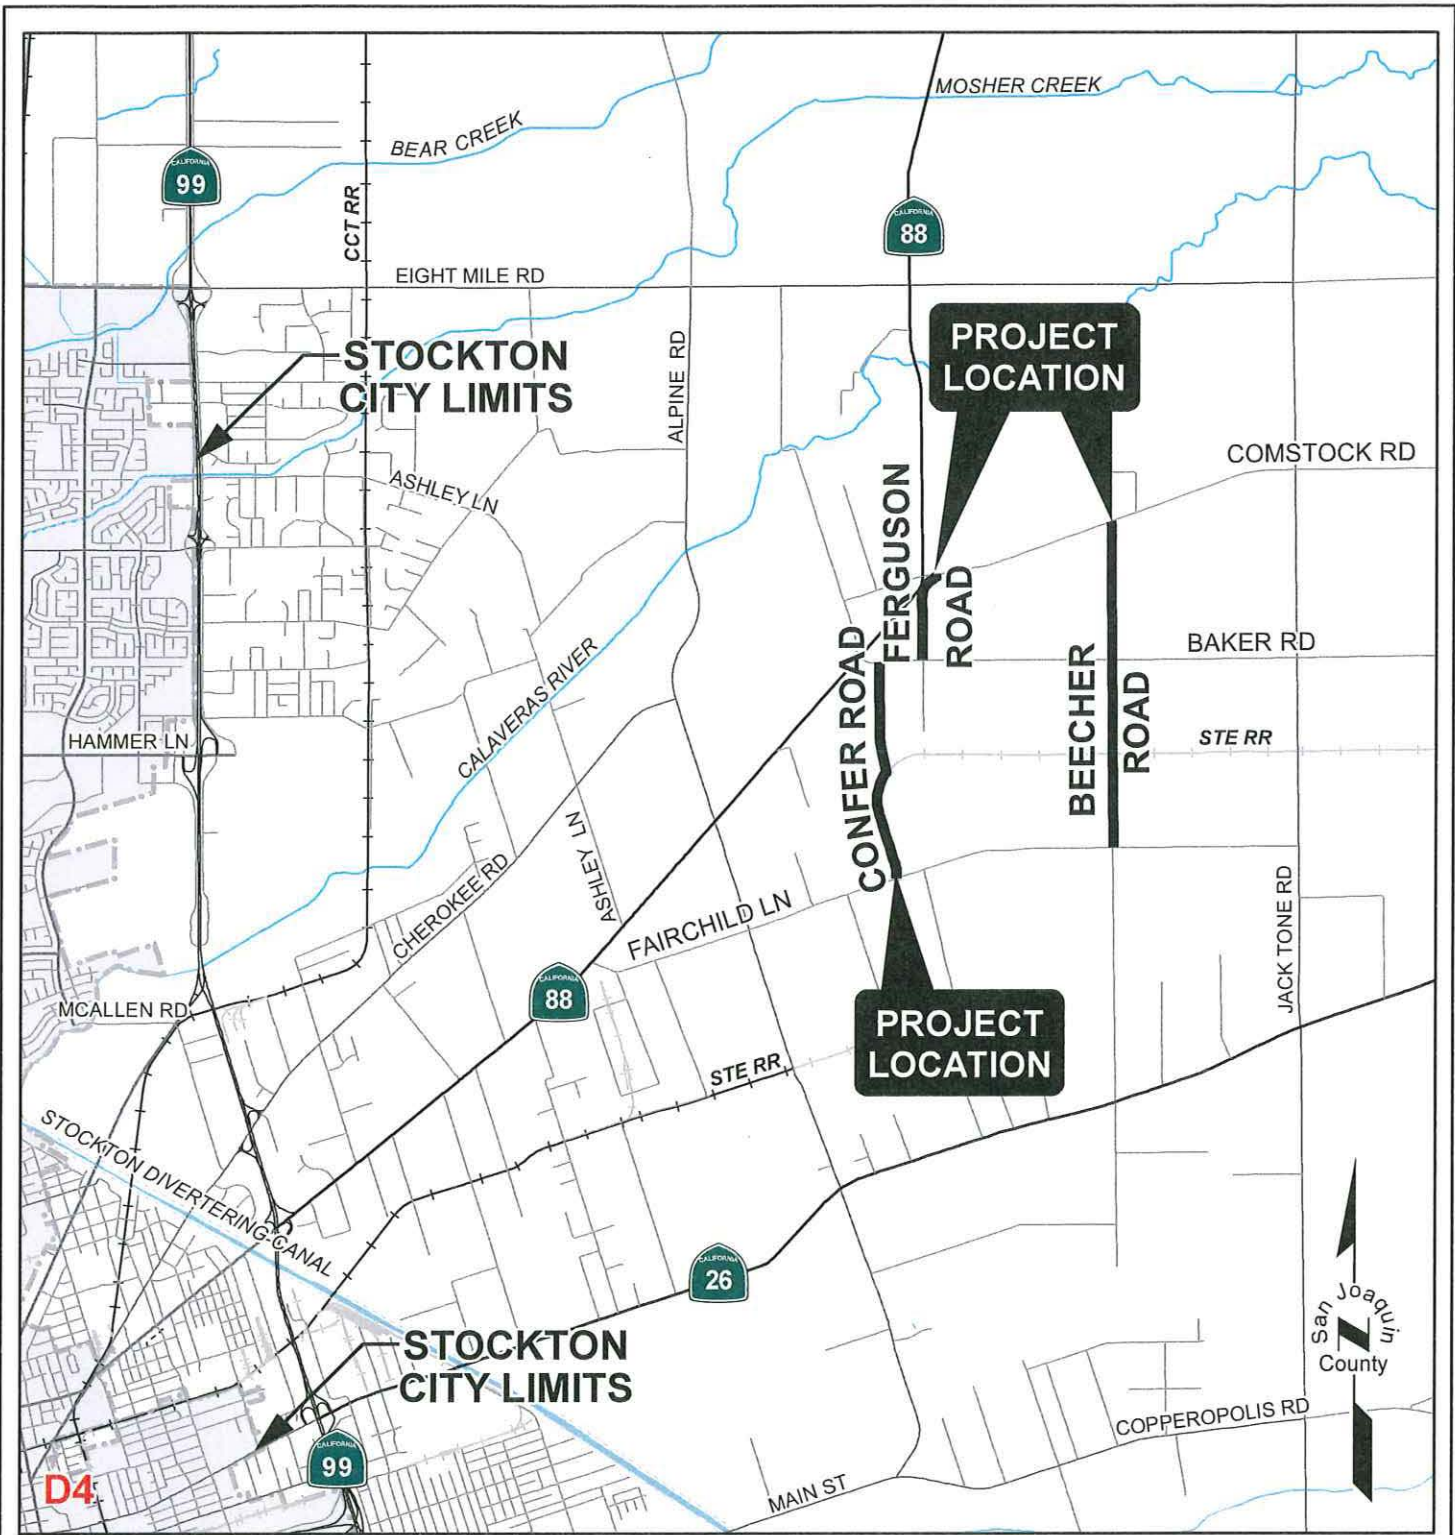 MOSHER CREEK
BEAR CREEK
CALIFORNIA
99
CCT RR
CALIFORNIA
88
EIGHT MILE RD
PROJECT
LOCATION
STOCKTON
CITY LIMITS
ALPINE RD
COMSTOCK RD
ASHLEY LN
FERGUSON
ROAD
BAKER RD
CALAVERAS RIVER
CONFER ROAD
BEECHER
ROAD
HAMMER LN
STE RR
CHEROKEE RD
ASHLEY LN
FAIRCHILD LN
JACK TONE RD
CALIFORNIA
88
MCALLEN RD
PROJECT
LOCATION
STE RR
STOCKTON DIVERTERING CANAL
CALIFORNIA
26
San Joaquin
County
STOCKTON
CITY LIMITS
COPPEROPOLIS RD
CALIFORNIA
99
MAIN ST
D4